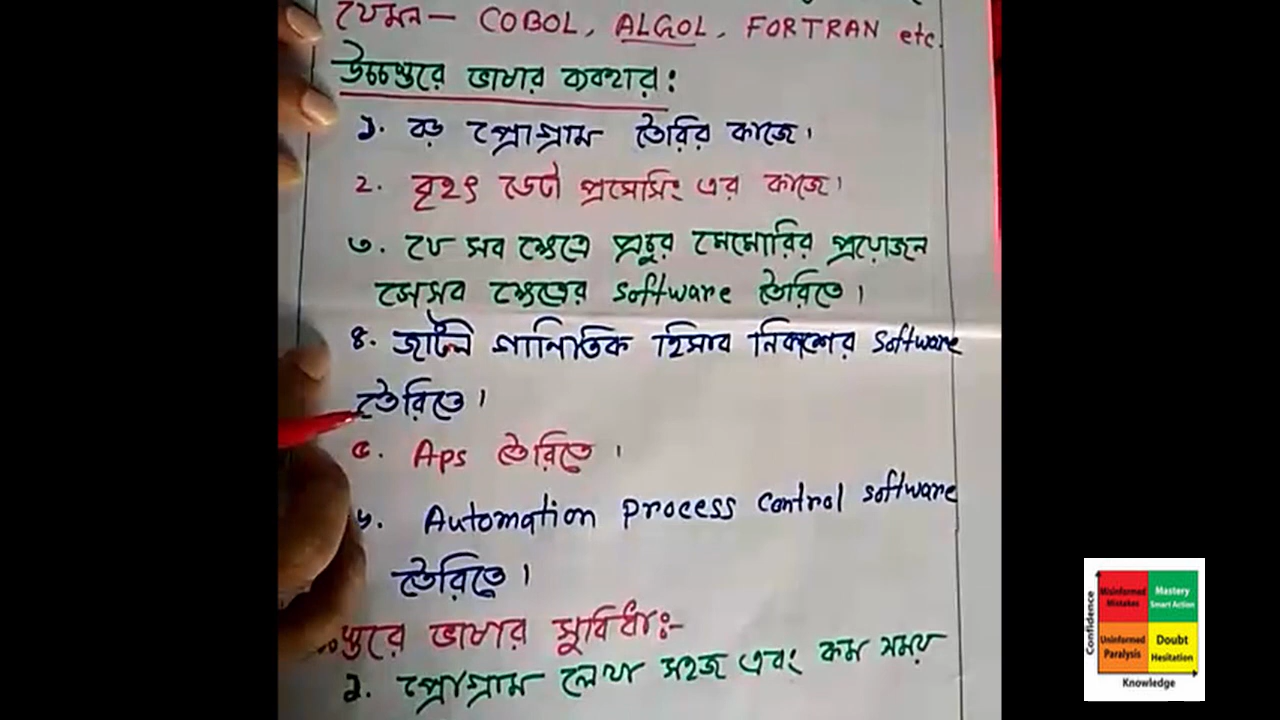 যেমন— COBOL, ALGOL, FORTRAN etc.
উচ্চস্তরে ভাষার ব্যবহার:
১. বড় প্রোগ্রাম তৈরির কাজে।
২. বৃহৎ ডেটা প্রসেসিং এর কাজে।
৩. যে সব ক্ষেত্রে প্রচুর মেমোরির প্রয়োজন
সেসব ক্ষেত্রের software তৈরিতে।
৪. জটিল গানিতিক হিসাব নিকাশের software
তৈরিতে।
৫. Aps তৈরিতে।
৬. Automation process control software
তৈরিতে।
স্তরে ভাষার সুবিধা:-
১. প্রোগ্রাম লেখা সহজ এবং কম সময়
Confidence
Misinformed
Mistakes
Mastery
Smart Action
Uninformed
Paralysis
Doubt
Hesitation
Knowledge